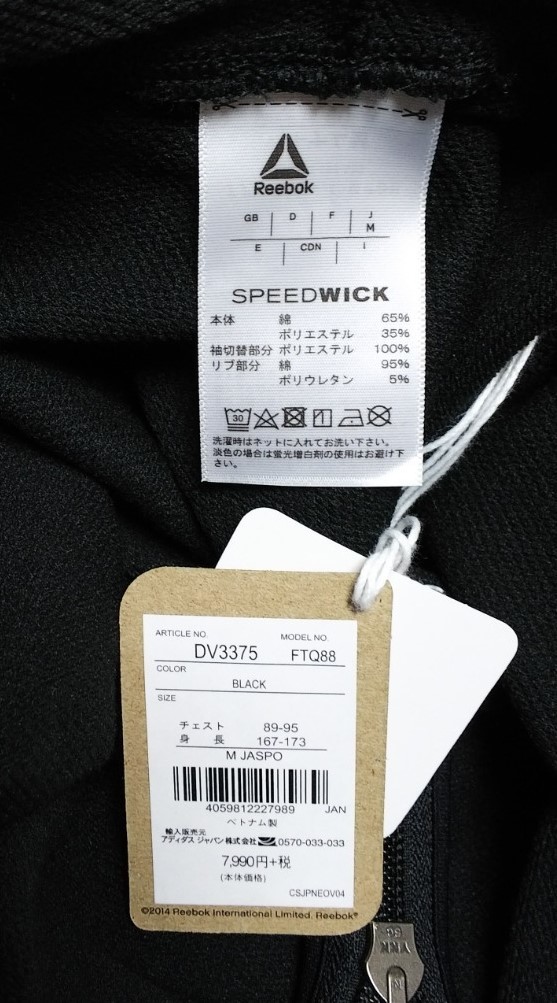 Reebok
GB D F J
M
E CDN I
SPEEDWICK
本体 綿 65%
ポリエステル 35%
袖切替部分 ポリエステル 100%
リブ部分 綿 95%
ポリウレタン 5%
30
洗濯時はネットに入れてお洗い下さい。
淡色の場合は蛍光増白剤の使用はお避け下
さい。
ARTICLE NO. MODEL NO.
DV3375 FTQ88
COLOR
BLACK
SIZE
チェスト 89-95
身 長 167-173
M JASPO
4059812227989 JAN
ベトナム製
輸入販売元
アディダス ジャパン株式会社 0570-033-033
7,990円+税
(本体価格)
CSJPNEOV04
©2014 Reebok International Limited. Reebok®
YKK